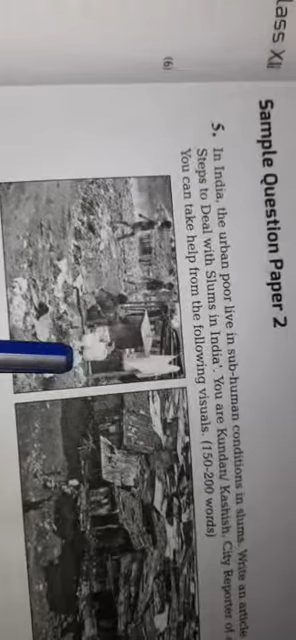 lass XII
Sample Question Paper 2
5. In India, the urban poor live in sub-human conditions in slums. Write an article
Steps to Deal with Slums in India'. You are Kundan/Kashish, City Reporter of
You can take help from the following visuals. (150-200 words)
(6)